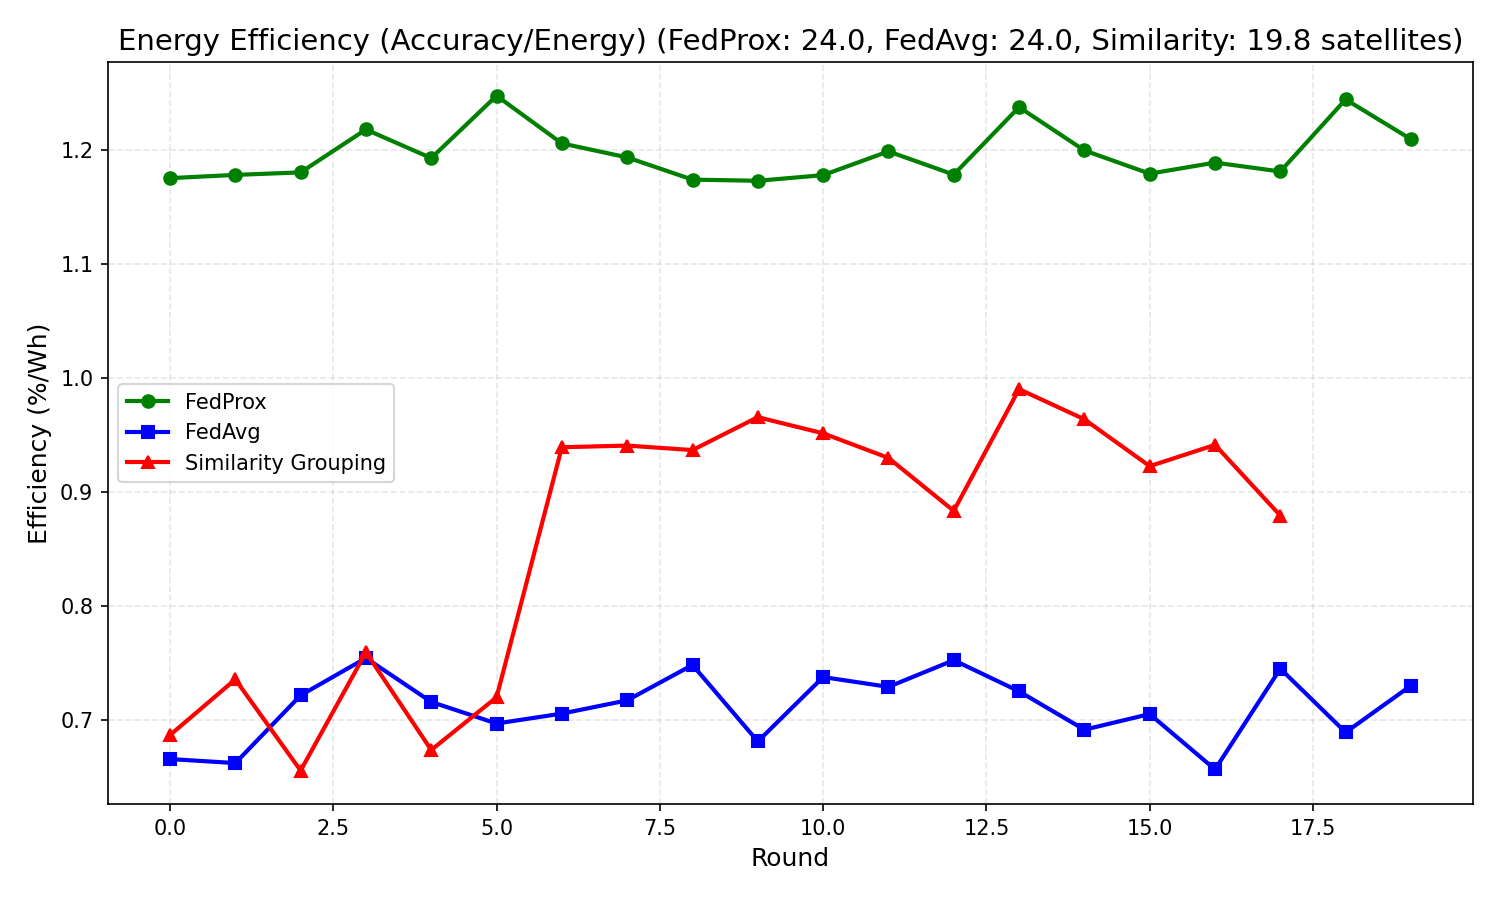 Energy Efficiency (Accuracy/Energy) (FedProx: 24.0, FedAvg: 24.0, Similarity: 19.8 satellites)
Efficiency (%/Wh)
1.2
1.1
1.0
0.9
0.8
0.7
FedProx
FedAvg
Similarity Grouping
0.0 2.5 5.0 7.5 10.0 12.5 15.0 17.5
Round